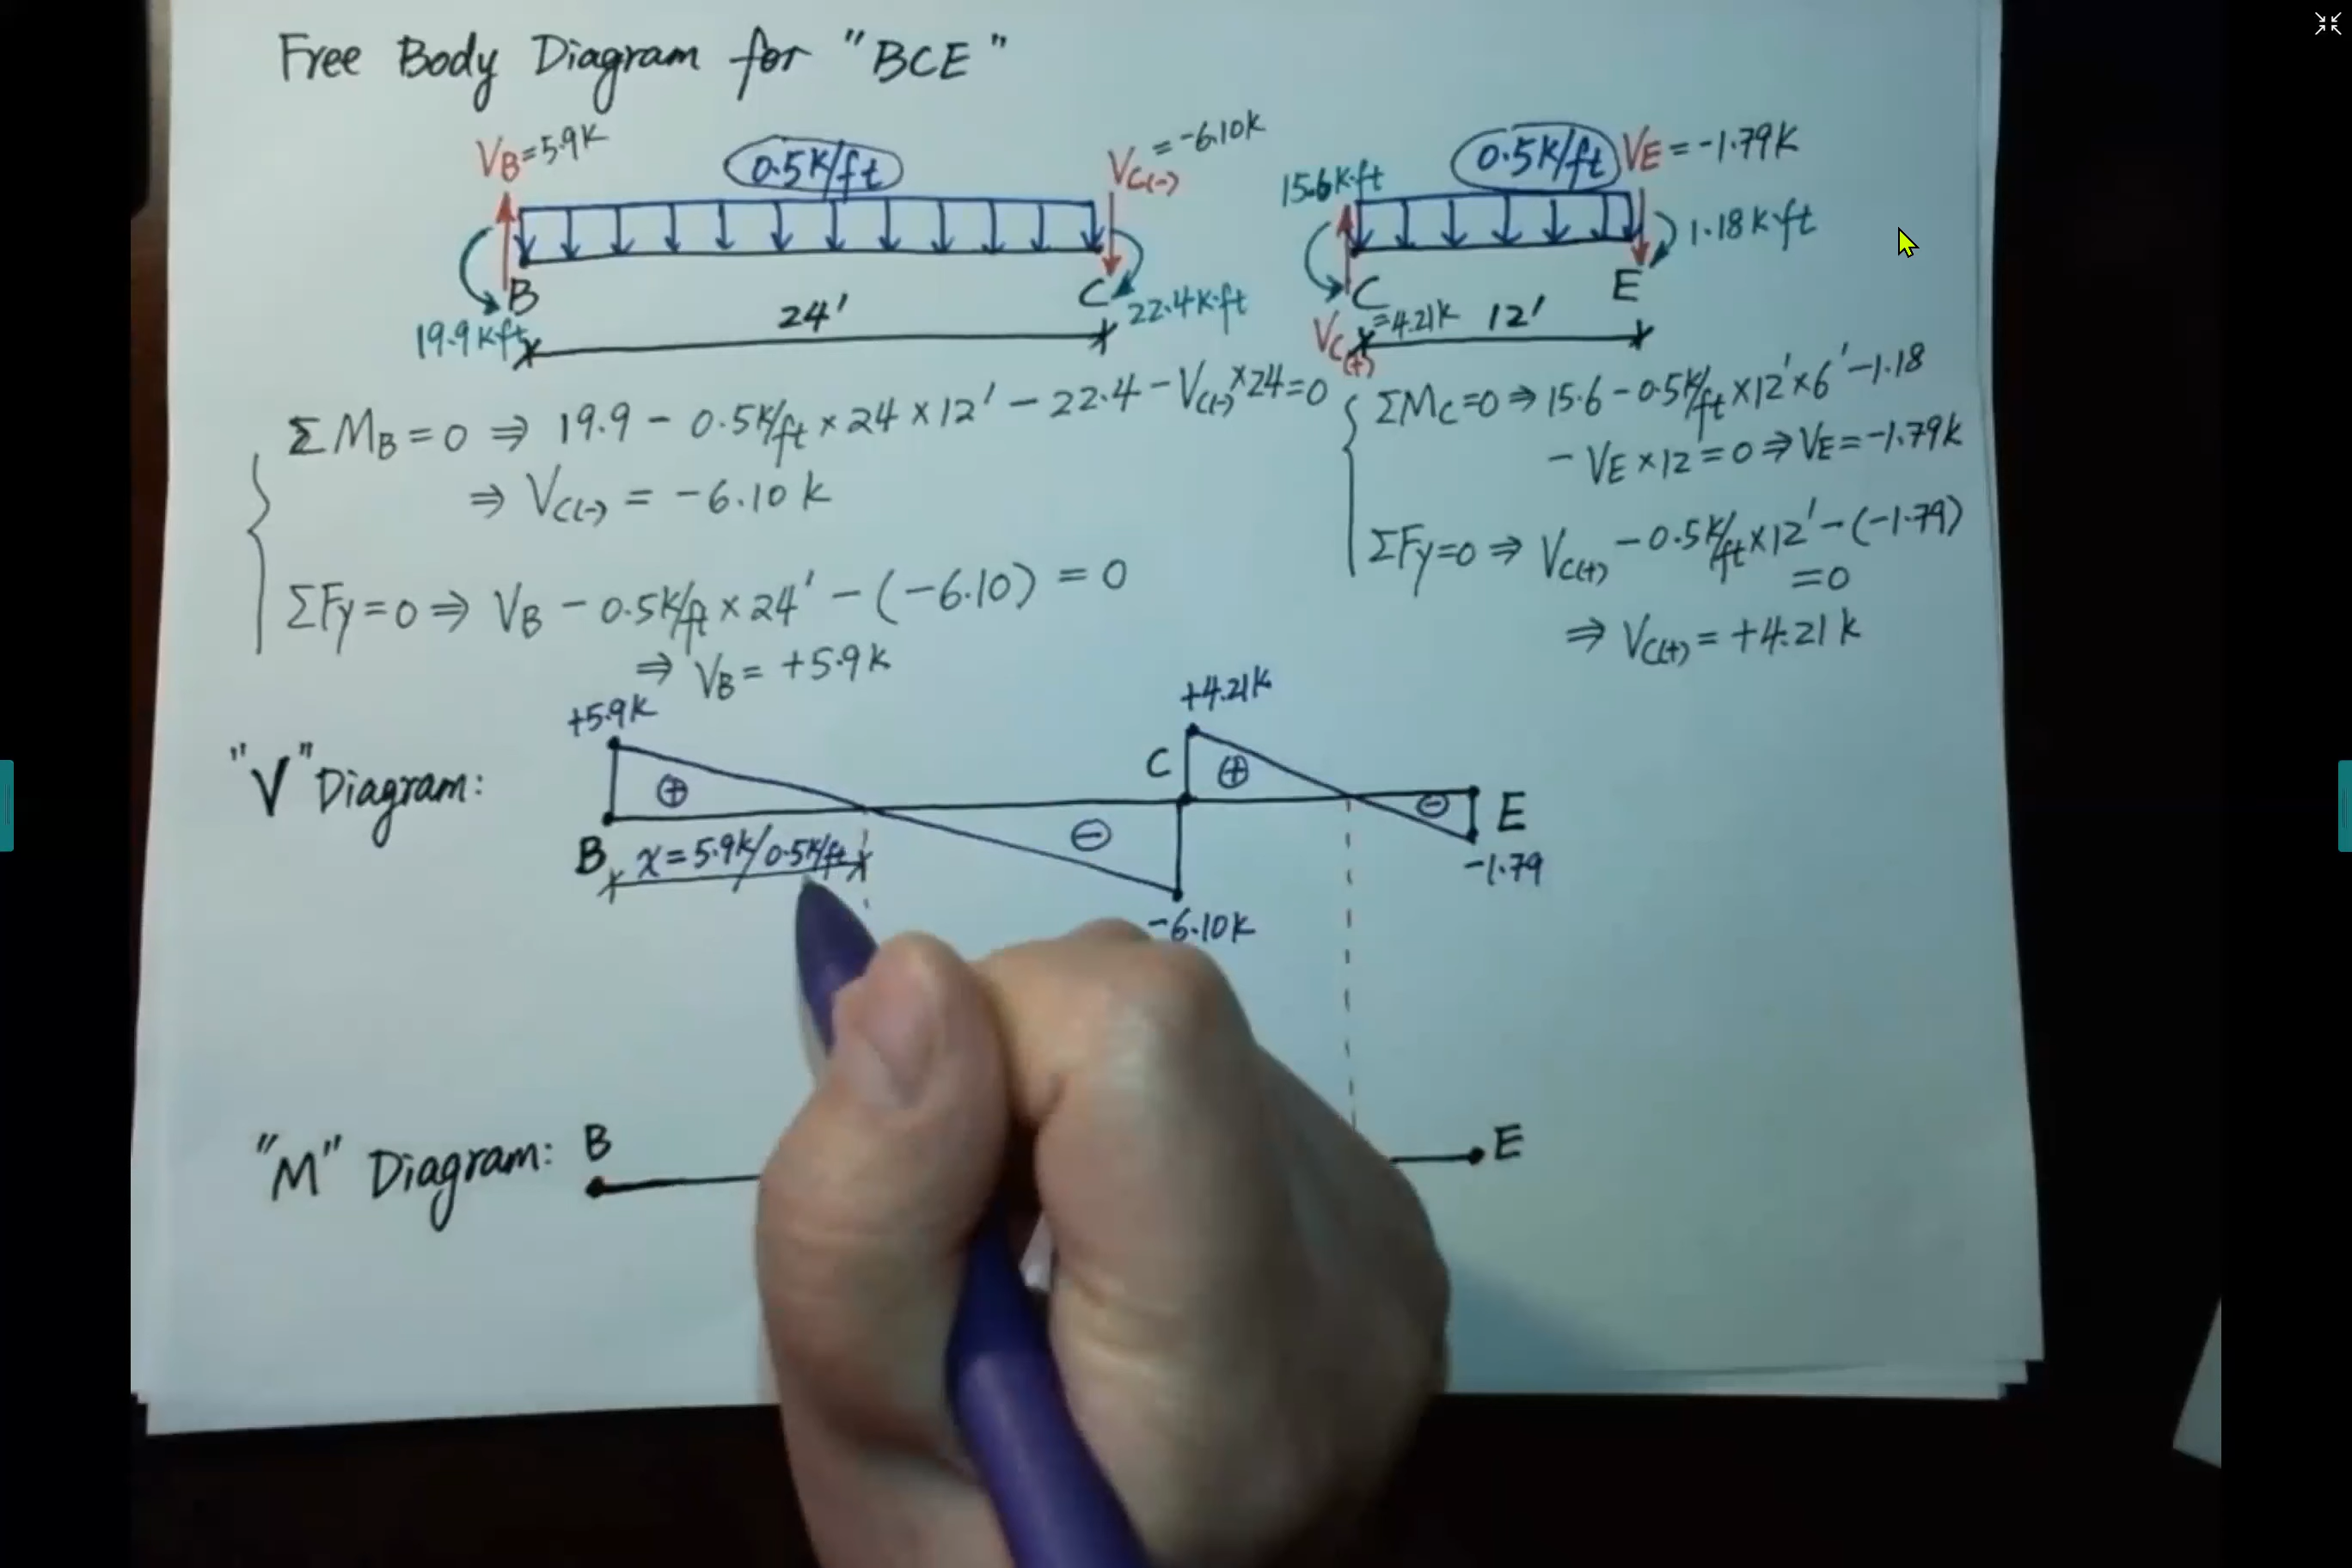 Free Body Diagram for "BCE"
VB=5.9K
0.5K/ft
VC(-) = -6.10K
19.9 K·ft
B
24'
C
22.4 K·ft
15.6 K·ft
0.5K/ft
VE = -1.79K
1.18 K·ft
C
E
VC(+) =4.21K
12'
ΣMB = 0 ⇒ 19.9 - 0.5K/ft × 24 × 12' - 22.4 - VC(-) × 24 = 0
⇒ VC(-) = -6.10 K
ΣFy = 0 ⇒ VB - 0.5K/ft × 24' - (-6.10) = 0
⇒ VB = +5.9K
ΣMC=0 ⇒ 15.6 - 0.5K/ft × 12' × 6' - 1.18
- VE × 12 = 0 ⇒ VE = -1.79K
ΣFy=0 ⇒ VC(+) - 0.5K/ft × 12' - (-1.79)
= 0
⇒ VC(+) = +4.21 K
"V" Diagram:
+5.9K
⊕
B
x = 5.9K/0.5K/ft
⊖
-6.10K
+4.21K
C
⊕
⊖
E
-1.79
"M" Diagram:
B
E